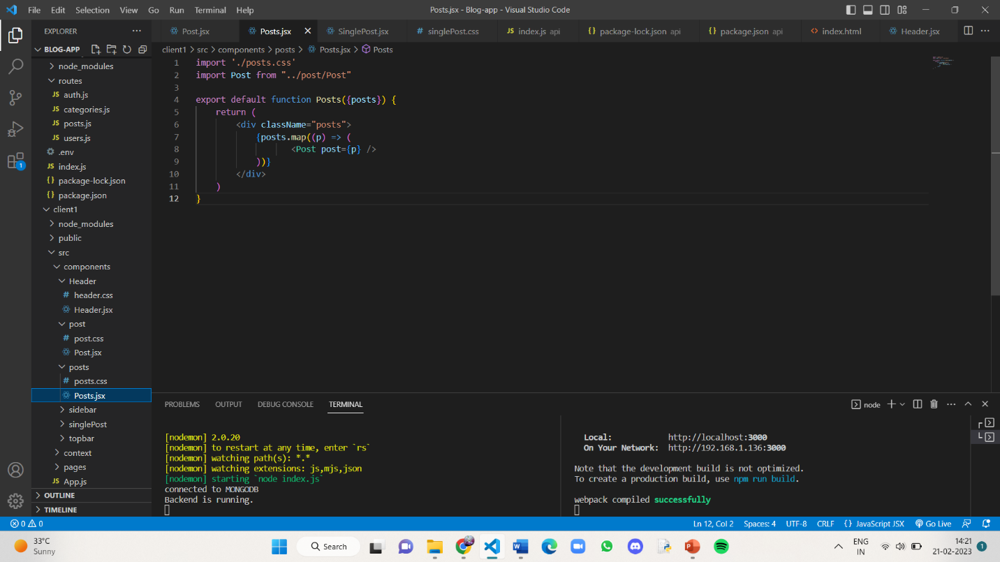 File Edit Selection View Go Run Terminal Help
Posts.jsx - Blog-app - Visual Studio Code
EXPLORER
Post.jsx
Posts.jsx
SinglePost.jsx
# singlePost.css
JS index.js api
{} package-lock.json api
{} package.json api
<> index.html
Header.jsx
BLOG-APP
node_modules
routes
JS auth.js
JS categories.js
JS posts.js
JS users.js
.env
JS index.js
{} package-lock.json
{} package.json
client1
node_modules
public
src
components
Header
# header.css
Header.jsx
post
# post.css
Post.jsx
posts
# posts.css
Posts.jsx
sidebar
singlePost
topbar
context
pages
JS App.js
OUTLINE
TIMELINE
1
client1 > src > components > posts > Posts.jsx > Posts
1 import './posts.css'
2 import Post from "../post/Post"
3
4 export default function Posts({posts}) {
5 return (
6 <div className="posts">
7 {posts.map((p) => (
8 <Post post={p} />
9 ))}
10 </div>
11 )
12 }
PROBLEMS OUTPUT DEBUG CONSOLE TERMINAL
node
[nodemon] 2.0.20
[nodemon] to restart at any time, enter `rs`
[nodemon] watching path(s): *.*
[nodemon] watching extensions: js,mjs,json
[nodemon] starting `node index.js`
connected to MONGODB
Backend is running.
Local: http://localhost:3000
On Your Network: http://192.168.1.136:3000
Note that the development build is not optimized.
To create a production build, use npm run build.
webpack compiled successfully
0 0
Ln 12, Col 2 Spaces: 4 UTF-8 CRLF {} JavaScript JSX Go Live
33°C
Sunny
Search
ENG
IN
14:21
21-02-2023
1